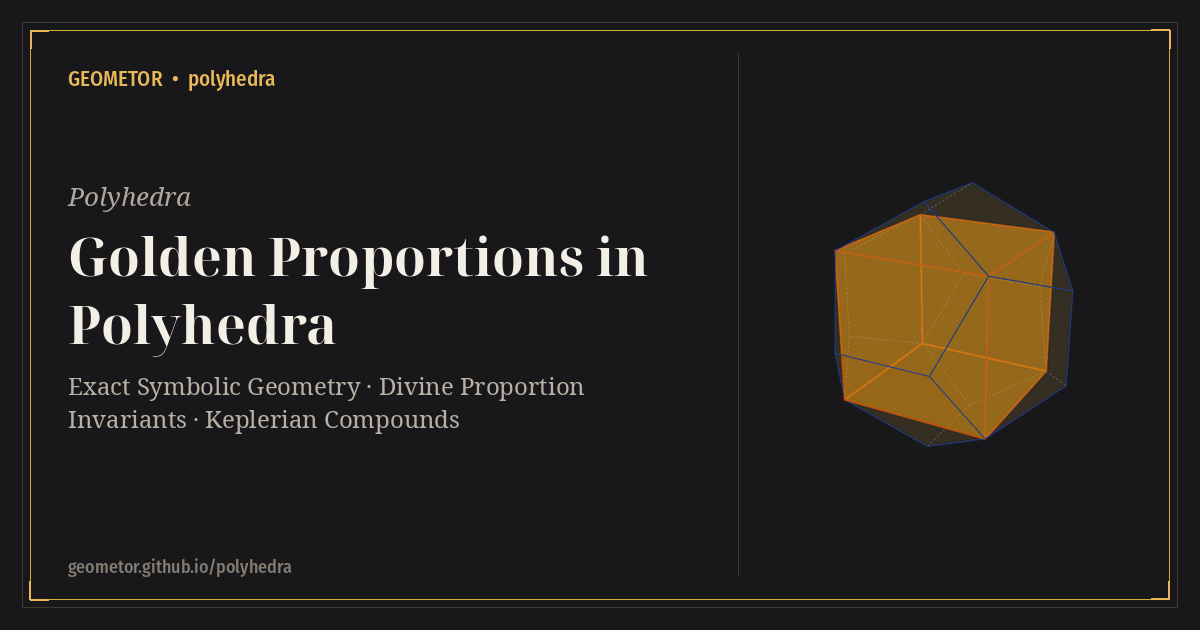 GEOMETOR • polyhedra
Polyhedra
Golden Proportions in
Polyhedra
Exact Symbolic Geometry · Divine Proportion
Invariants · Keplerian Compounds
geometor.github.io/polyhedra